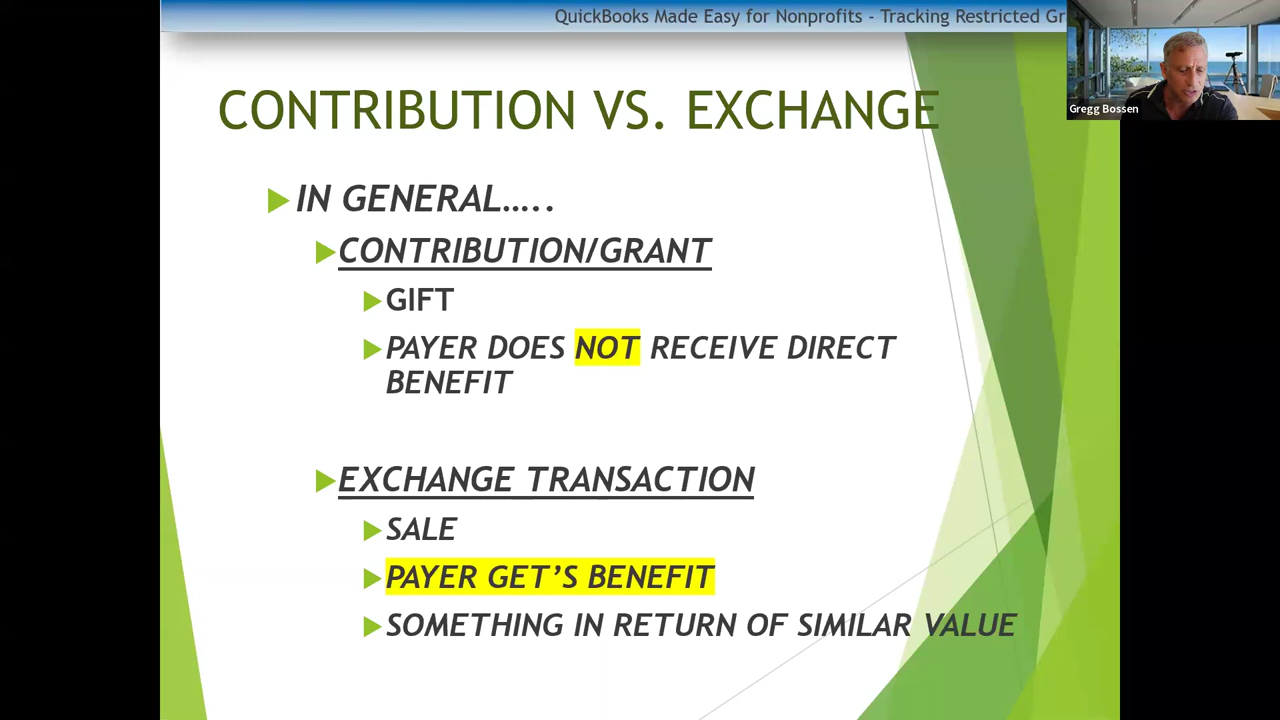 QuickBooks Made Easy for Nonprofits - Tracking Restricted Gr
Gregg Bossen
CONTRIBUTION VS. EXCHANGE
IN GENERAL.....
CONTRIBUTION/GRANT
GIFT
PAYER DOES NOT RECEIVE DIRECT
BENEFIT
EXCHANGE TRANSACTION
SALE
PAYER GET’S BENEFIT
SOMETHING IN RETURN OF SIMILAR VALUE